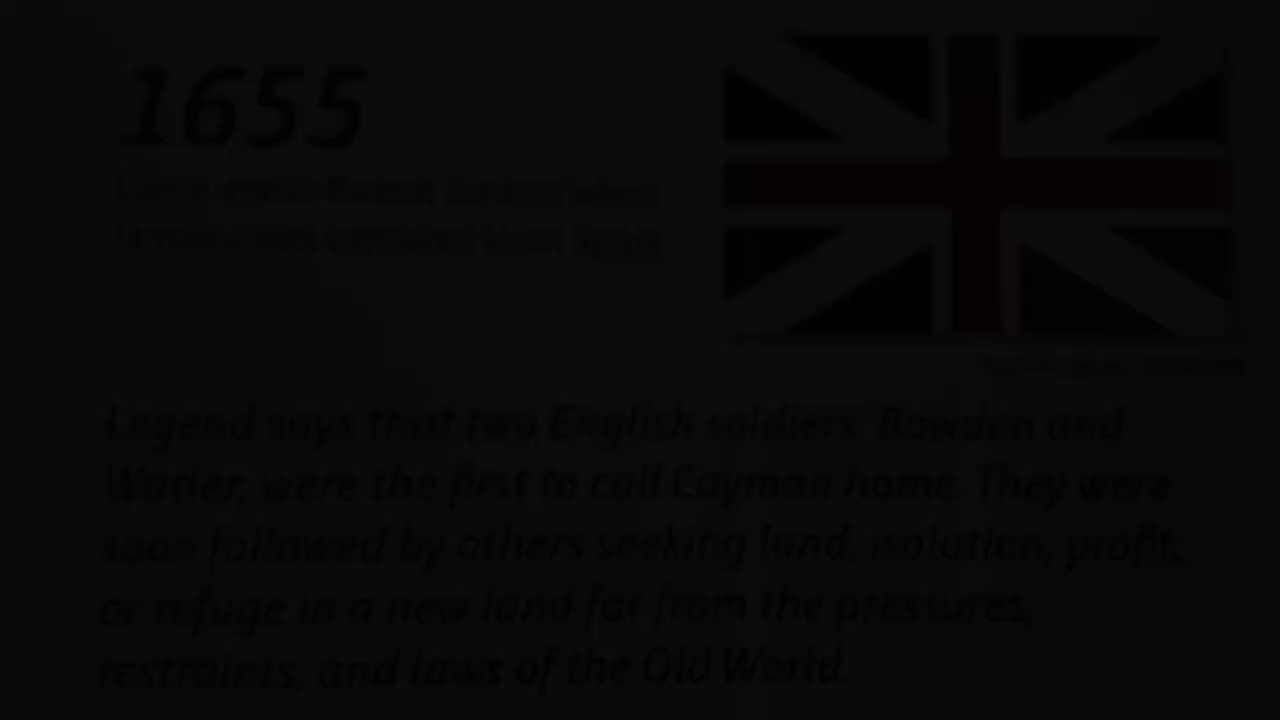 1655
Came under British control when
Jamaica was captured from Spain
Legend says that two English soldiers, Bowden and
Watler, were the first to call Cayman home. They were
soon followed by others seeking land, isolation, profit,
or refuge in a new land far from the pressures,
restraints, and laws of the Old World.